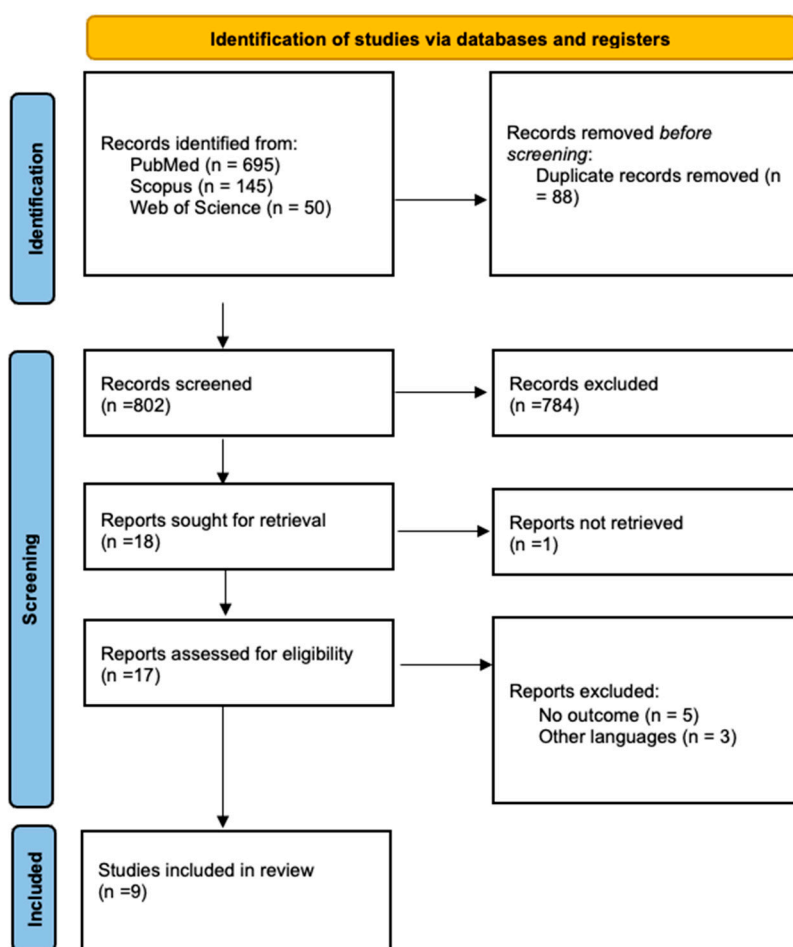 Identification of studies via databases and registers
Identification
Records identified from:
PubMed (n = 695)
Scopus (n = 145)
Web of Science (n = 50)
Records removed before
screening:
Duplicate records removed (n
= 88)
Screening
Records screened
(n =802)
Records excluded
(n =784)
Reports sought for retrieval
(n =18)
Reports not retrieved
(n =1)
Reports assessed for eligibility
(n =17)
Reports excluded:
No outcome (n = 5)
Other languages (n = 3)
Included
Studies included in review
(n =9)